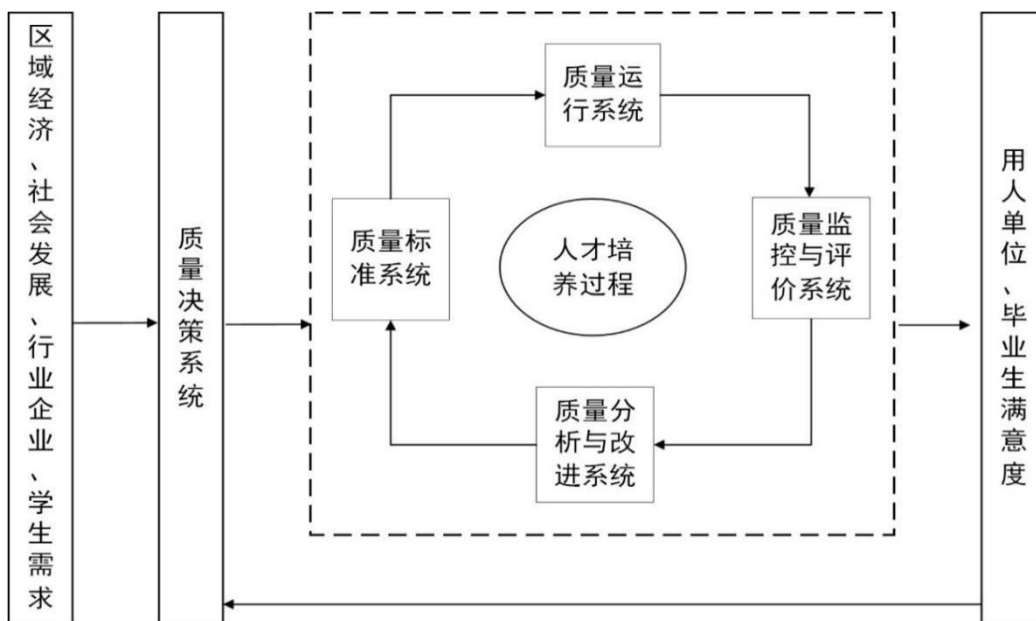 区域经济、社会发展、行业企业、学生需求
质量决策系统
质量运
行系统
质量标
准系统
人才培
养过程
质量监
控与评
价系统
质量分
析与改
进系统
用人单位、毕业生满意度